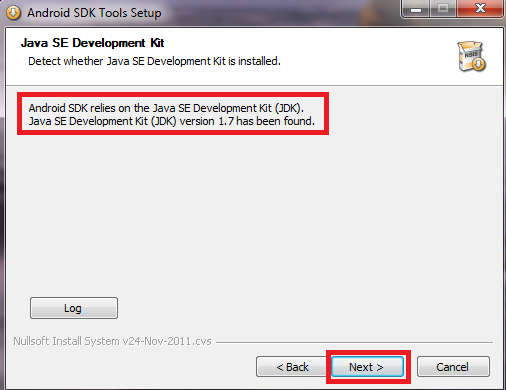 Android SDK Tools Setup
Java SE Development Kit
Detect whether Java SE Development Kit is installed.
Android SDK relies on the Java SE Development Kit (JDK).
Java SE Development Kit (JDK) version 1.7 has been found.
Log
Nullsoft Install System v24-Nov-2011.cvs
< Back
Next >
Cancel